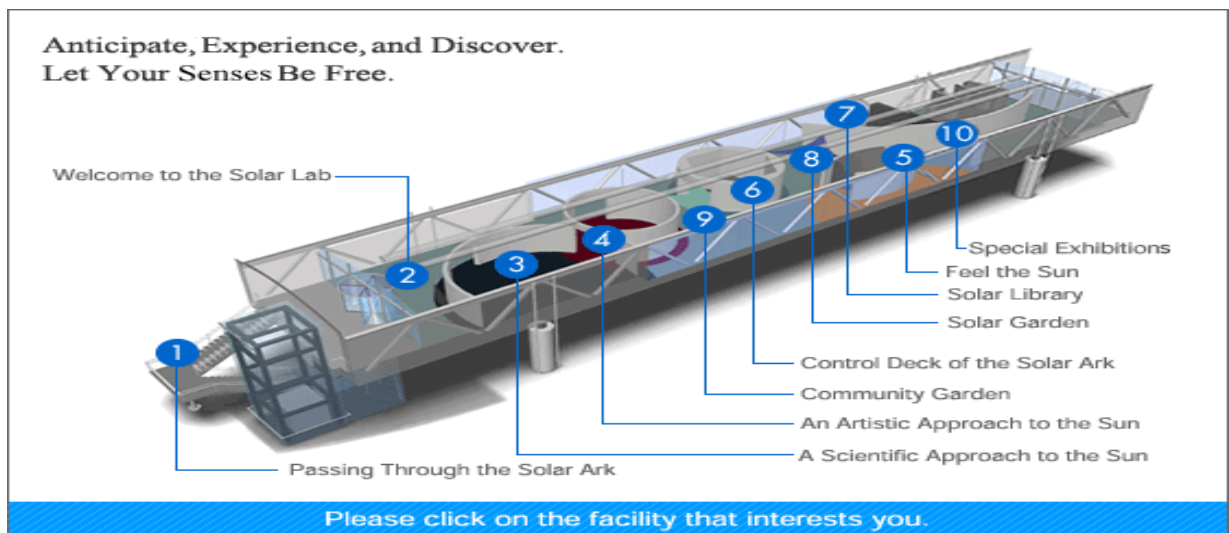 Anticipate, Experience, and Discover.
Let Your Senses Be Free.
7
10
8
5
Welcome to the Solar Lab
6
9
4
Special Exhibitions
3
2
Feel the Sun
Solar Library
Solar Garden
1
Control Deck of the Solar Ark
Community Garden
An Artistic Approach to the Sun
A Scientific Approach to the Sun
Passing Through the Solar Ark
Please click on the facility that interests you.